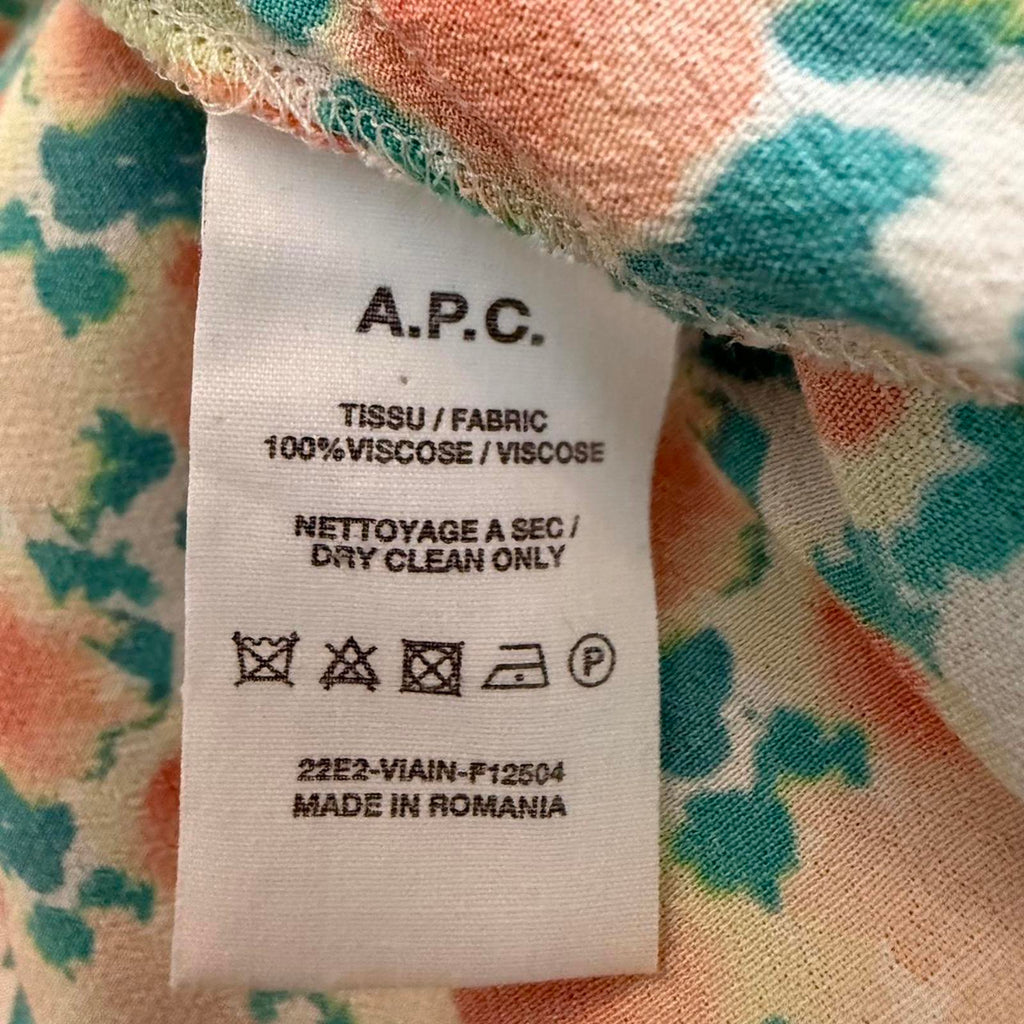 A.P.C.
TISSU / FABRIC
100%VISCOSE / VISCOSE
NETTOYAGE A SEC /
DRY CLEAN ONLY
P
22E2-VIAIN-F12504
MADE IN ROMANIA